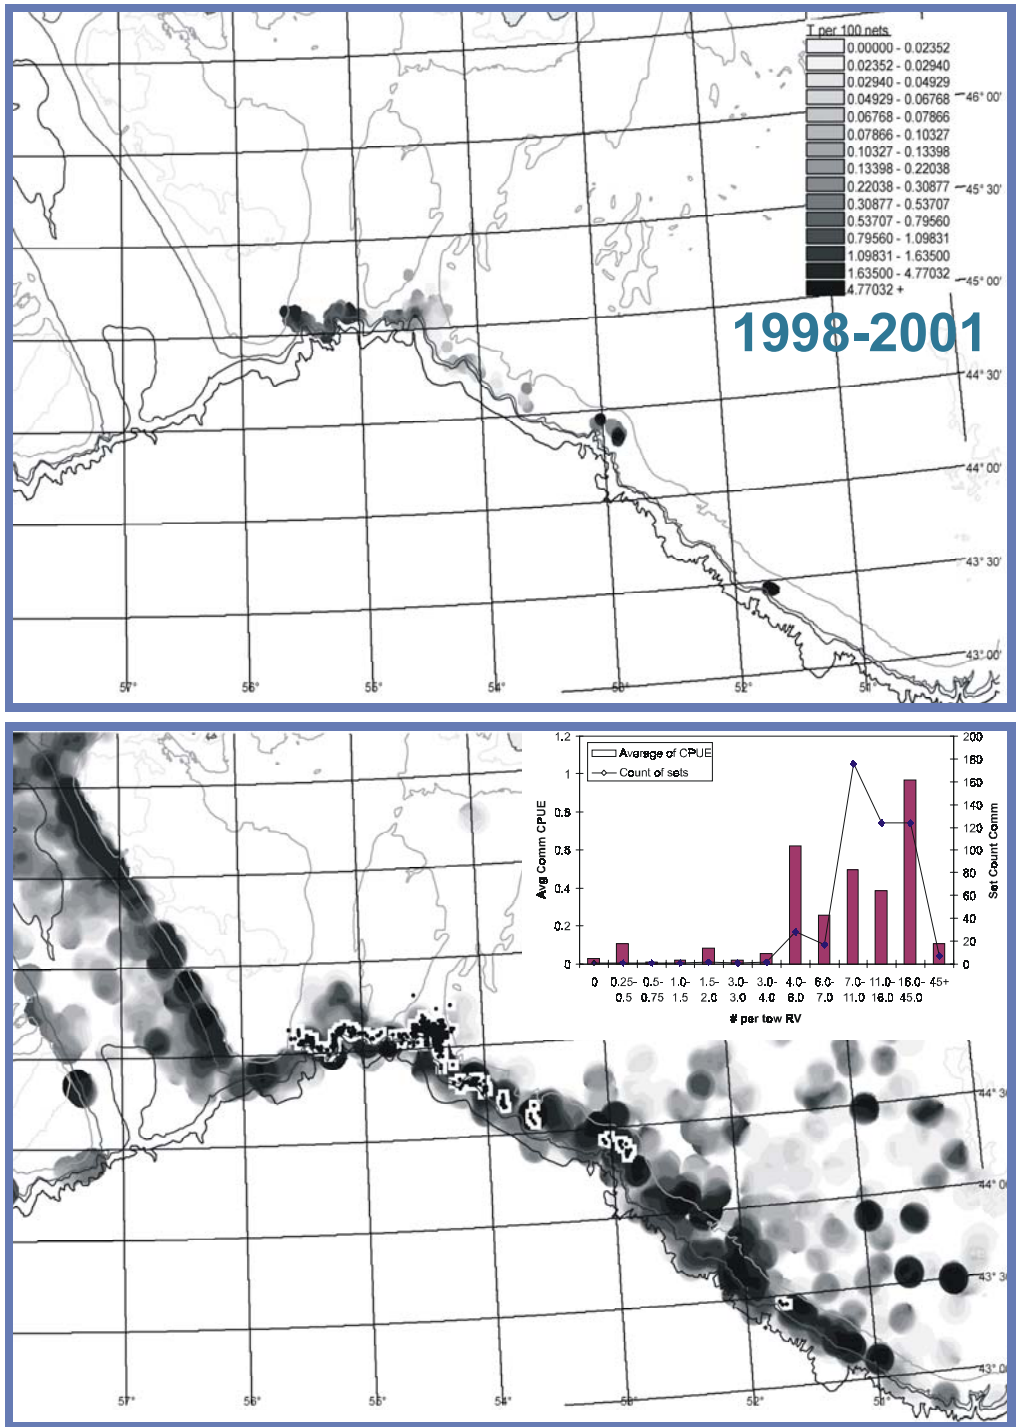 T per 100 nets
0.00000 - 0.02352
0.02352 - 0.02940
0.02940 - 0.04929
0.04929 - 0.06768
0.06768 - 0.07866
0.07866 - 0.10327
0.10327 - 0.13398
0.13398 - 0.22038
0.22038 - 0.30877
0.30877 - 0.53707
0.53707 - 0.79560
0.79560 - 1.09831
1.09831 - 1.63500
1.63500 - 4.77032
4.77032 +
1998-2001
46° 00'
45° 30'
45° 00'
44° 30'
44° 00'
43° 30'
43° 00'
57° 56° 55° 54° 53° 52° 51°
Average of CPUE
Count of sets
Avg Comm CPUE
1.2
1
0.8
0.6
0.4
0.2
0
Set Count Comm
200
180
160
140
120
100
80
60
40
20
0
0 0.25- 0.5- 1.0- 1.5- 3.0- 3.0- 4.0- 6.0- 7.0- 11.0- 16.0- 45+
0.5 0.75 1.5 2.0 3.0 4.0 6.0 7.0 11.0 16.0 45.0
# per tow RV
44° 3
44° 00
43° 3
43° 00
57° 56° 55° 54° 53° 52° 51°